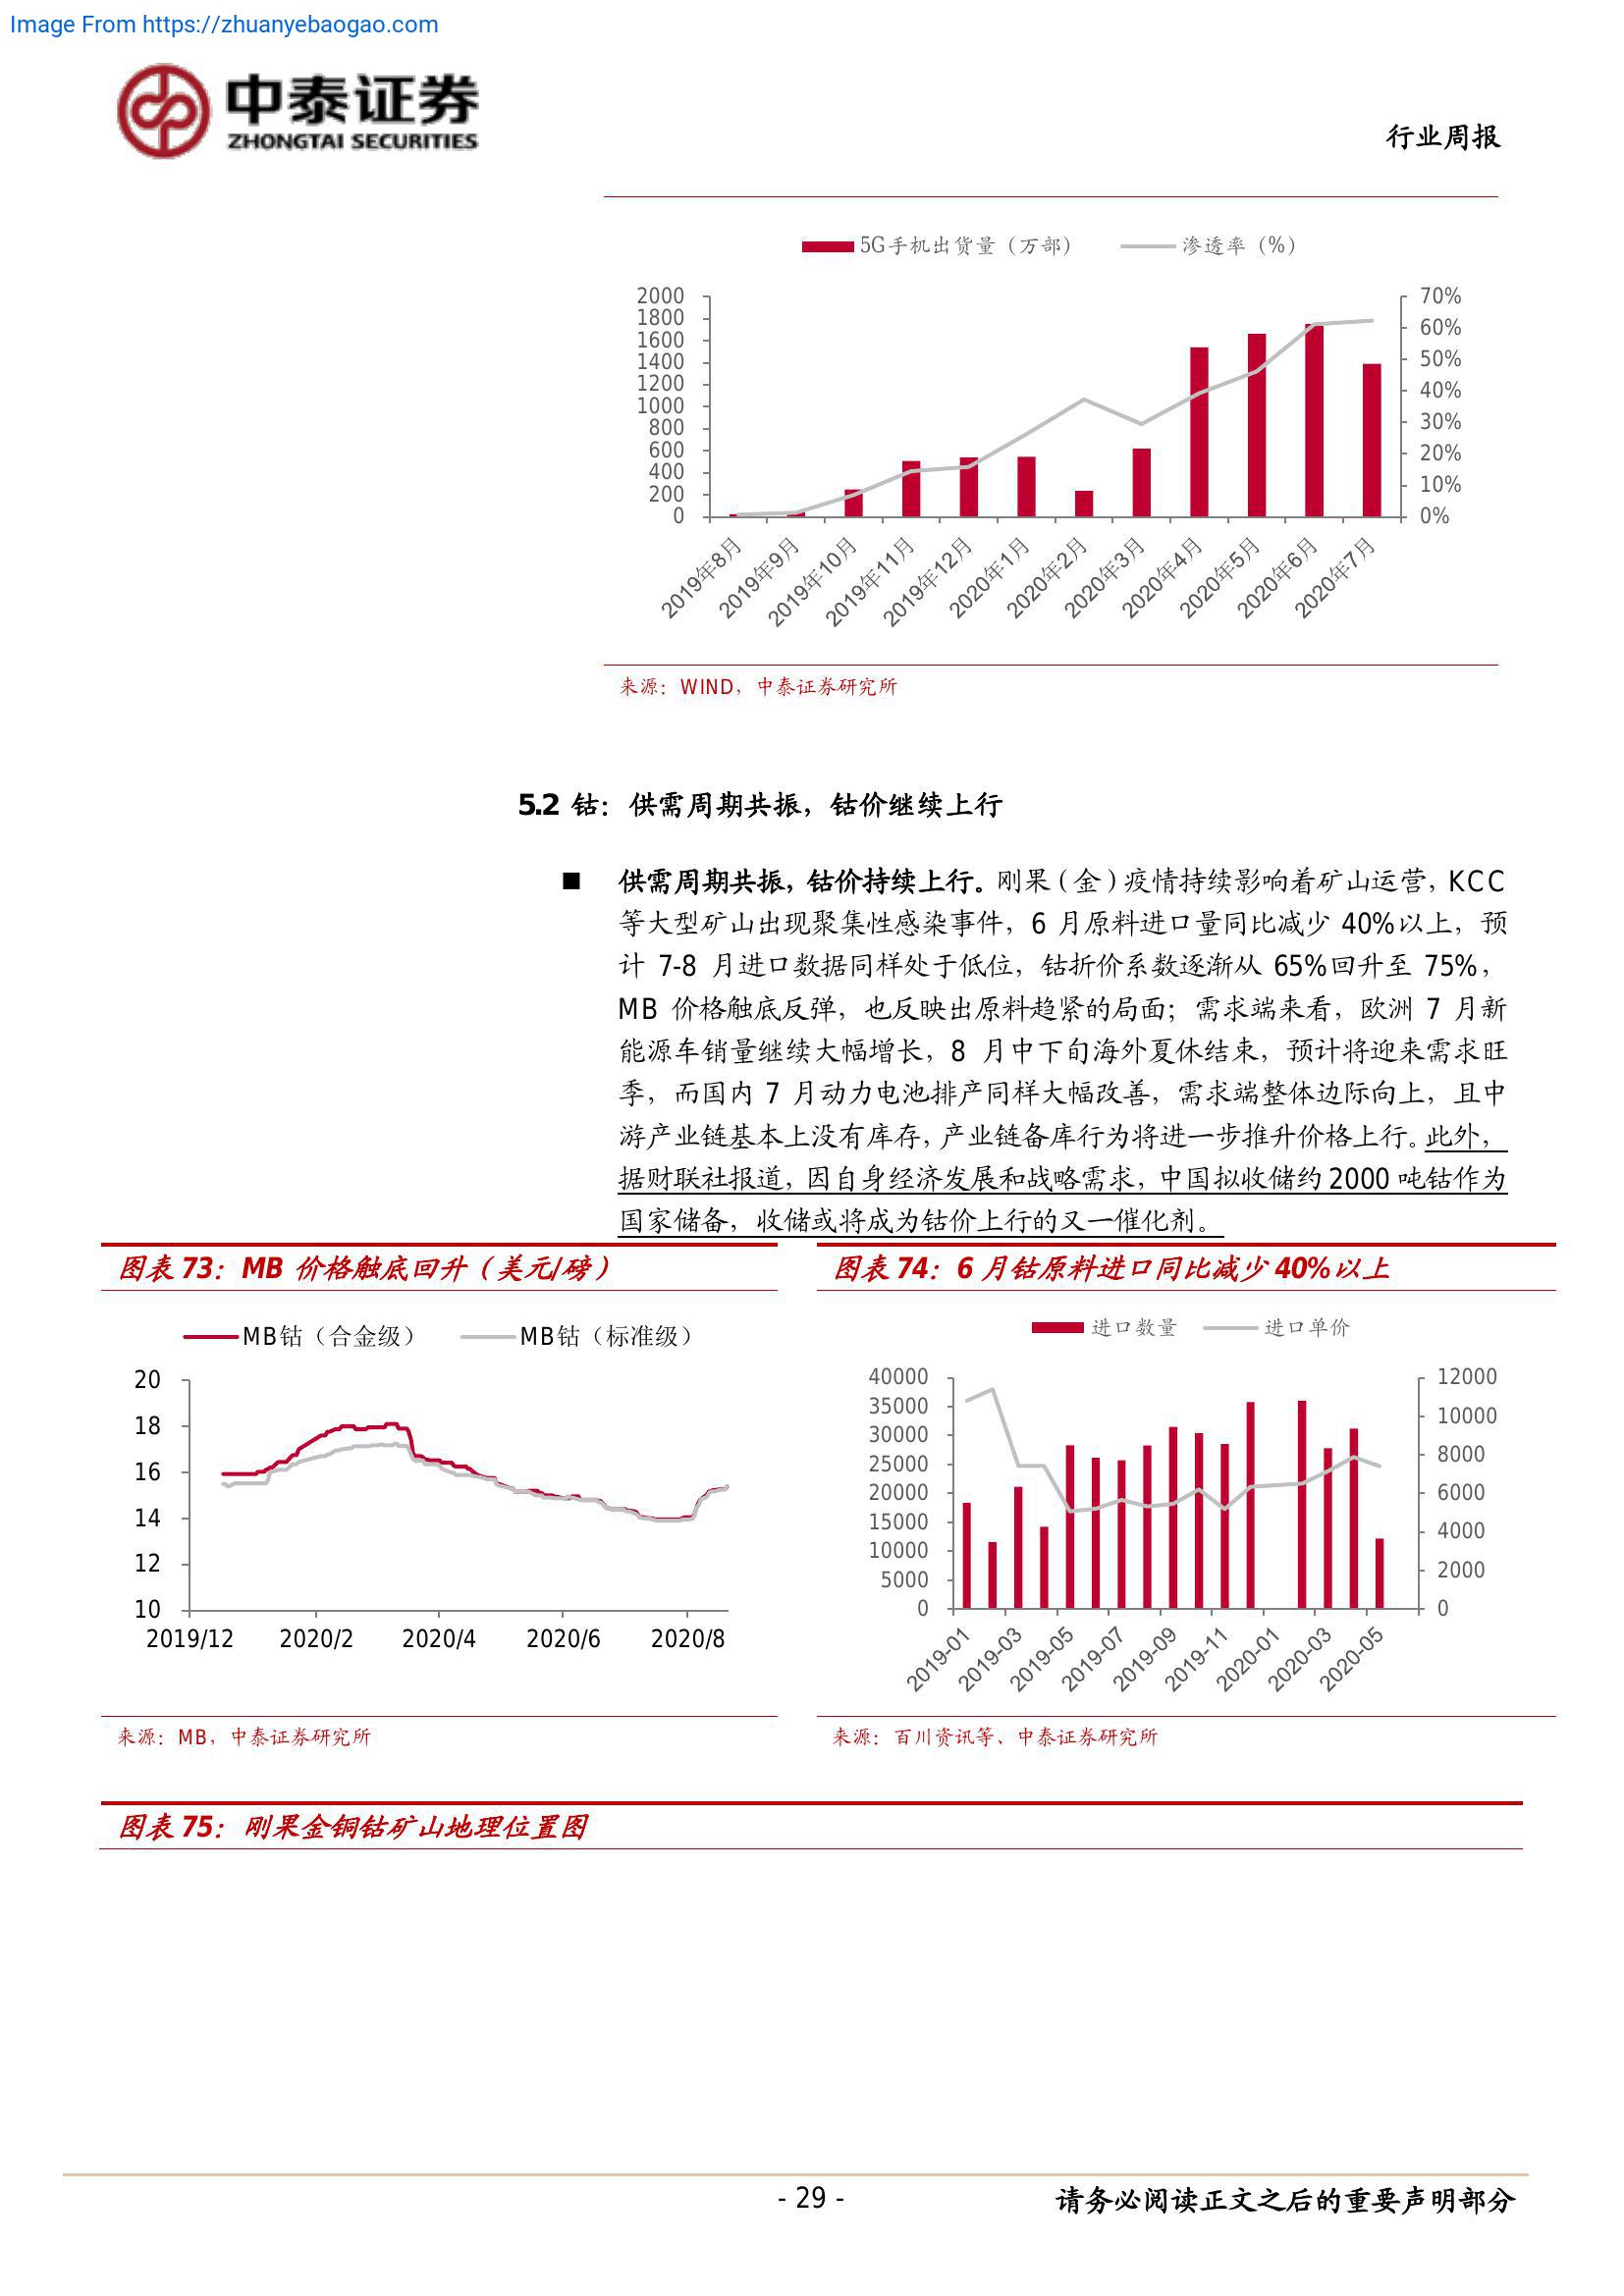 Image From https://zhuanyebaogao.com
中泰证券
ZHONGTAI SECURITIES
行业周报
5G手机出货量（万部） 渗透率（%）
2000 70%
1800 60%
1600 50%
1400 40%
1200 30%
1000 20%
800 10%
600 0%
400
200
0
2019年8月 2019年9月 2019年10月 2019年11月 2019年12月 2020年1月 2020年2月 2020年3月 2020年4月 2020年5月 2020年6月 2020年7月
来源：WIND，中泰证券研究所
5.2 钴：供需周期共振，钴价继续上行
■ 供需周期共振，钴价持续上行。刚果（金）疫情持续影响着矿山运营，KCC
等大型矿山出现聚集性感染事件，6 月原料进口量同比减少 40%以上，预
计 7-8 月进口数据同样处于低位，钴折价系数逐渐从 65%回升至 75%，
MB 价格触底反弹，也反映出原料趋紧的局面；需求端来看，欧洲 7 月新
能源车销量继续大幅增长，8 月中下旬海外夏休结束，预计将迎来需求旺
季，而国内 7 月动力电池排产同样大幅改善，需求端整体边际向上，且中
游产业链基本上没有库存，产业链备库行为将进一步推升价格上行。此外，
据财联社报道，因自身经济发展和战略需求，中国拟收储约 2000 吨钴作为
国家储备，收储或将成为钴价上行的又一催化剂。
图表 73：MB 价格触底回升（美元/磅）
MB钴（合金级） MB钴（标准级）
20
18
16
14
12
10
2019/12 2020/2 2020/4 2020/6 2020/8
来源：MB，中泰证券研究所
图表 74：6 月钴原料进口同比减少 40%以上
进口数量 进口单价
40000 12000
35000 10000
30000 8000
25000 6000
20000 4000
15000 2000
10000 0
5000
0
2019-01 2019-03 2019-05 2019-07 2019-09 2019-11 2020-01 2020-03 2020-05
来源：百川资讯等、中泰证券研究所
图表 75：刚果金铜钴矿山地理位置图
- 29 -
请务必阅读正文之后的重要声明部分